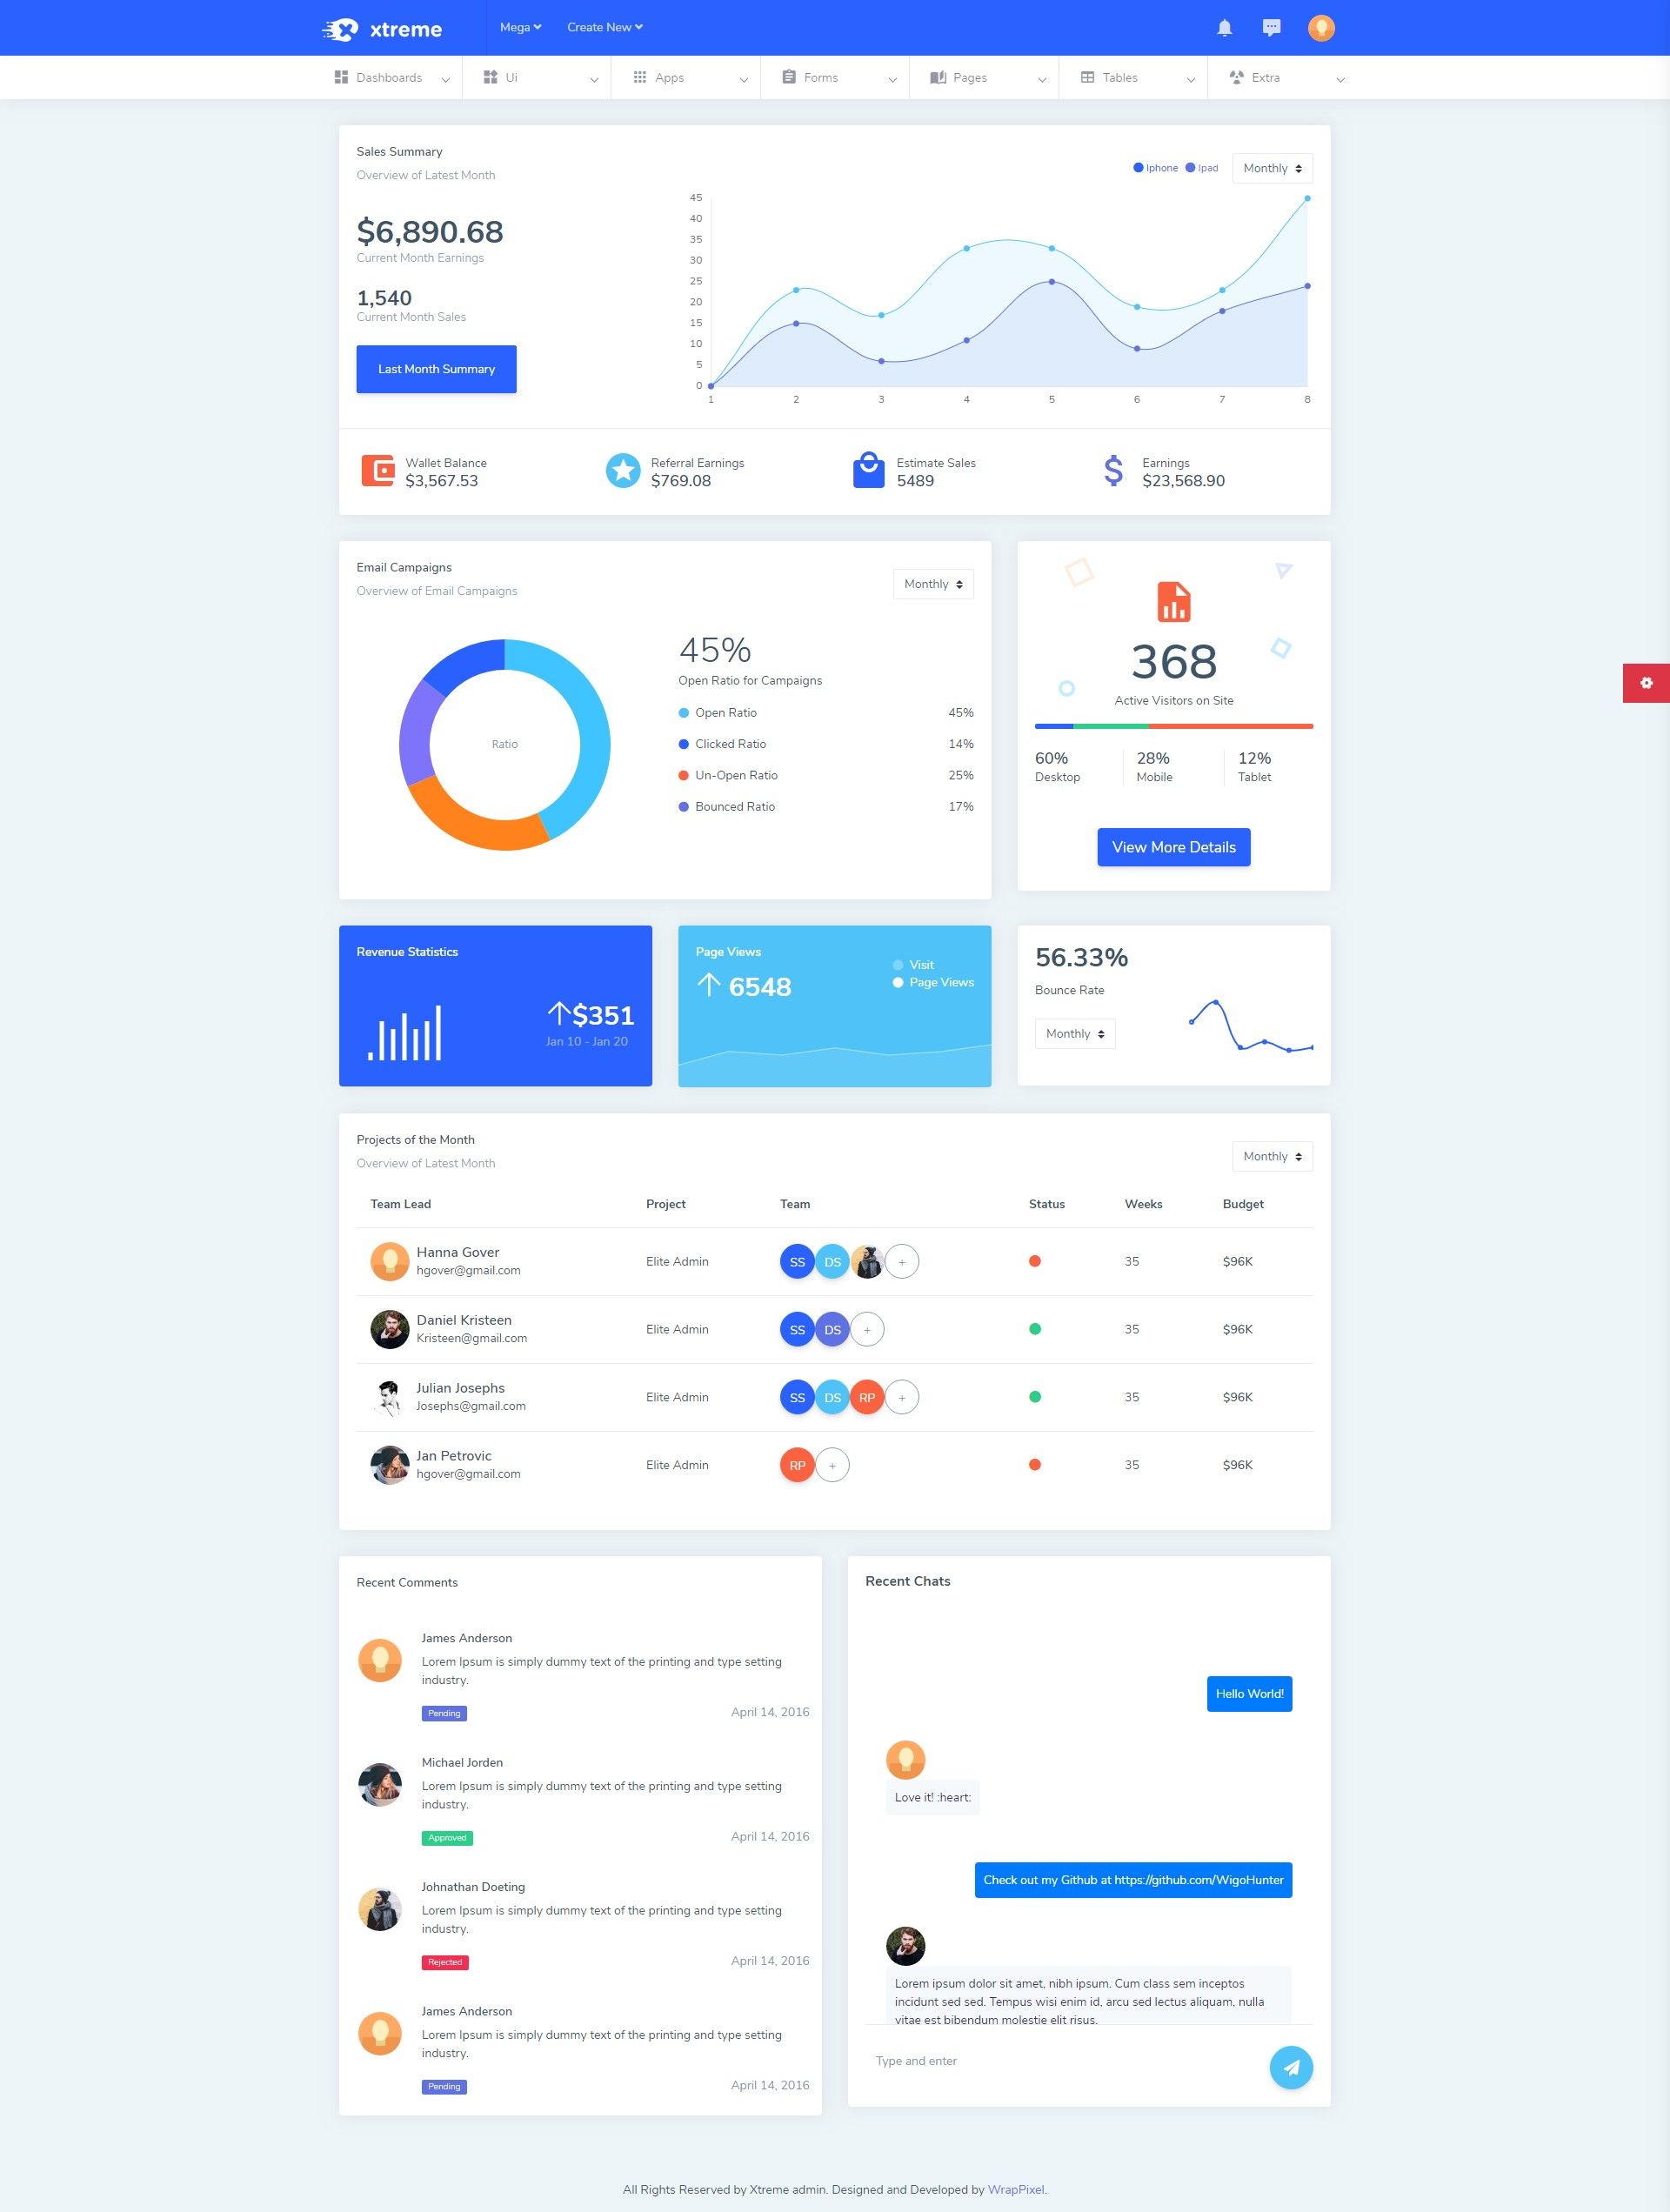 xtreme
Mega
Create New
Dashboards
Ui
Apps
Forms
Pages
Tables
Extra
Sales Summary
Overview of Latest Month
Iphone
Ipad
Monthly
$6,890.68
Current Month Earnings
1,540
Current Month Sales
Last Month Summary
45
40
35
30
25
20
15
10
5
0
1 2 3 4 5 6 7 8
Wallet Balance
$3,567.53
Referral Earnings
$769.08
Estimate Sales
5489
Earnings
$23,568.90
Email Campaigns
Overview of Email Campaigns
Monthly
Ratio
45%
Open Ratio for Campaigns
Open Ratio 45%
Clicked Ratio 14%
Un-Open Ratio 25%
Bounced Ratio 17%
368
Active Visitors on Site
60%
Desktop
28%
Mobile
12%
Tablet
View More Details
Revenue Statistics
$351
Jan 10 - Jan 20
Page Views
6548
Visit
Page Views
56.33%
Bounce Rate
Monthly
Projects of the Month
Overview of Latest Month
Monthly
Team Lead Project Team Status Weeks Budget
Hanna Gover
hgover@gmail.com
Elite Admin SS DS + 35 $96K
Daniel Kristeen
Kristeen@gmail.com
Elite Admin SS DS + 35 $96K
Julian Josephs
Josephs@gmail.com
Elite Admin SS DS RP + 35 $96K
Jan Petrovic
hgover@gmail.com
Elite Admin RP + 35 $96K
Recent Comments
James Anderson
Lorem Ipsum is simply dummy text of the printing and type setting
industry.
Pending April 14, 2016
Michael Jorden
Lorem Ipsum is simply dummy text of the printing and type setting
industry.
Approved April 14, 2016
Johnathan Doeting
Lorem Ipsum is simply dummy text of the printing and type setting
industry.
Rejected April 14, 2016
James Anderson
Lorem Ipsum is simply dummy text of the printing and type setting
industry.
Pending April 14, 2016
Recent Chats
Hello World!
Love it! :heart:
Check out my Github at https://github.com/WigoHunter
Lorem ipsum dolor sit amet, nibh ipsum. Cum class sem inceptos
incidunt sed sed. Tempus wisi enim id, arcu sed lectus aliquam, nulla
vitae est bibendum molestie elit risus.
Type and enter
All Rights Reserved by Xtreme admin. Designed and Developed by WrapPixel.